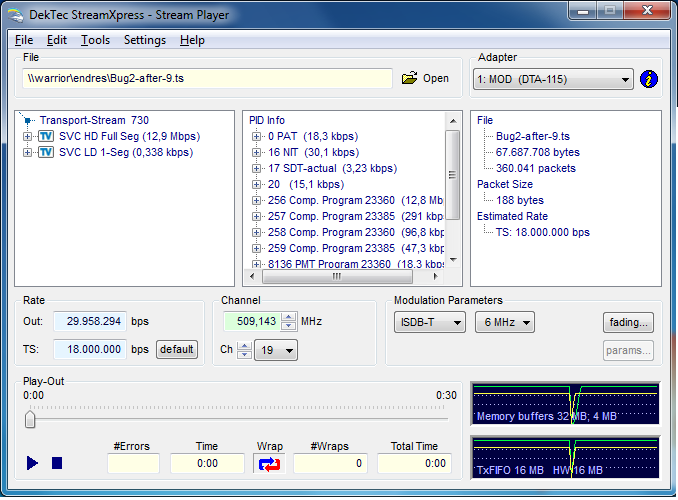 DekTec StreamXpress - Stream Player
File Edit Tools Settings Help
File
\\warrior\endres\Bug2-after-9.ts
Open
Adapter
1: MOD (DTA-115)
Transport-Stream 730
TV SVC HD Full Seg (12,9 Mbps)
TV SVC LD 1-Seg (0,338 kbps)
PID Info
0 PAT (18,3 kbps)
16 NIT (30,1 kbps)
17 SDT-actual (3,23 kbps)
20 (15,1 kbps)
256 Comp. Program 23360 (12,8 Mb
257 Comp. Program 23385 (291 kbp
258 Comp. Program 23360 (96,8 kb
259 Comp. Program 23385 (47,3 kb
8136 PMT Program 23360 (18,3 kbp
File
Bug2-after-9.ts
67.687.708 bytes
360.041 packets
Packet Size
188 bytes
Estimated Rate
TS: 18.000.000 bps
Rate
Out: 29.958.294 bps
TS: 18.000.000 bps default
Channel
509,143 MHz
Ch 19
Modulation Parameters
ISDB-T 6 MHz fading...
params...
Play-Out
0:00 0:30
#Errors Time Wrap #Wraps Total Time
0:00 0 0:00
Memory buffers 32 MB; 4 MB
TxFIFO 16 MB HW 16 MB